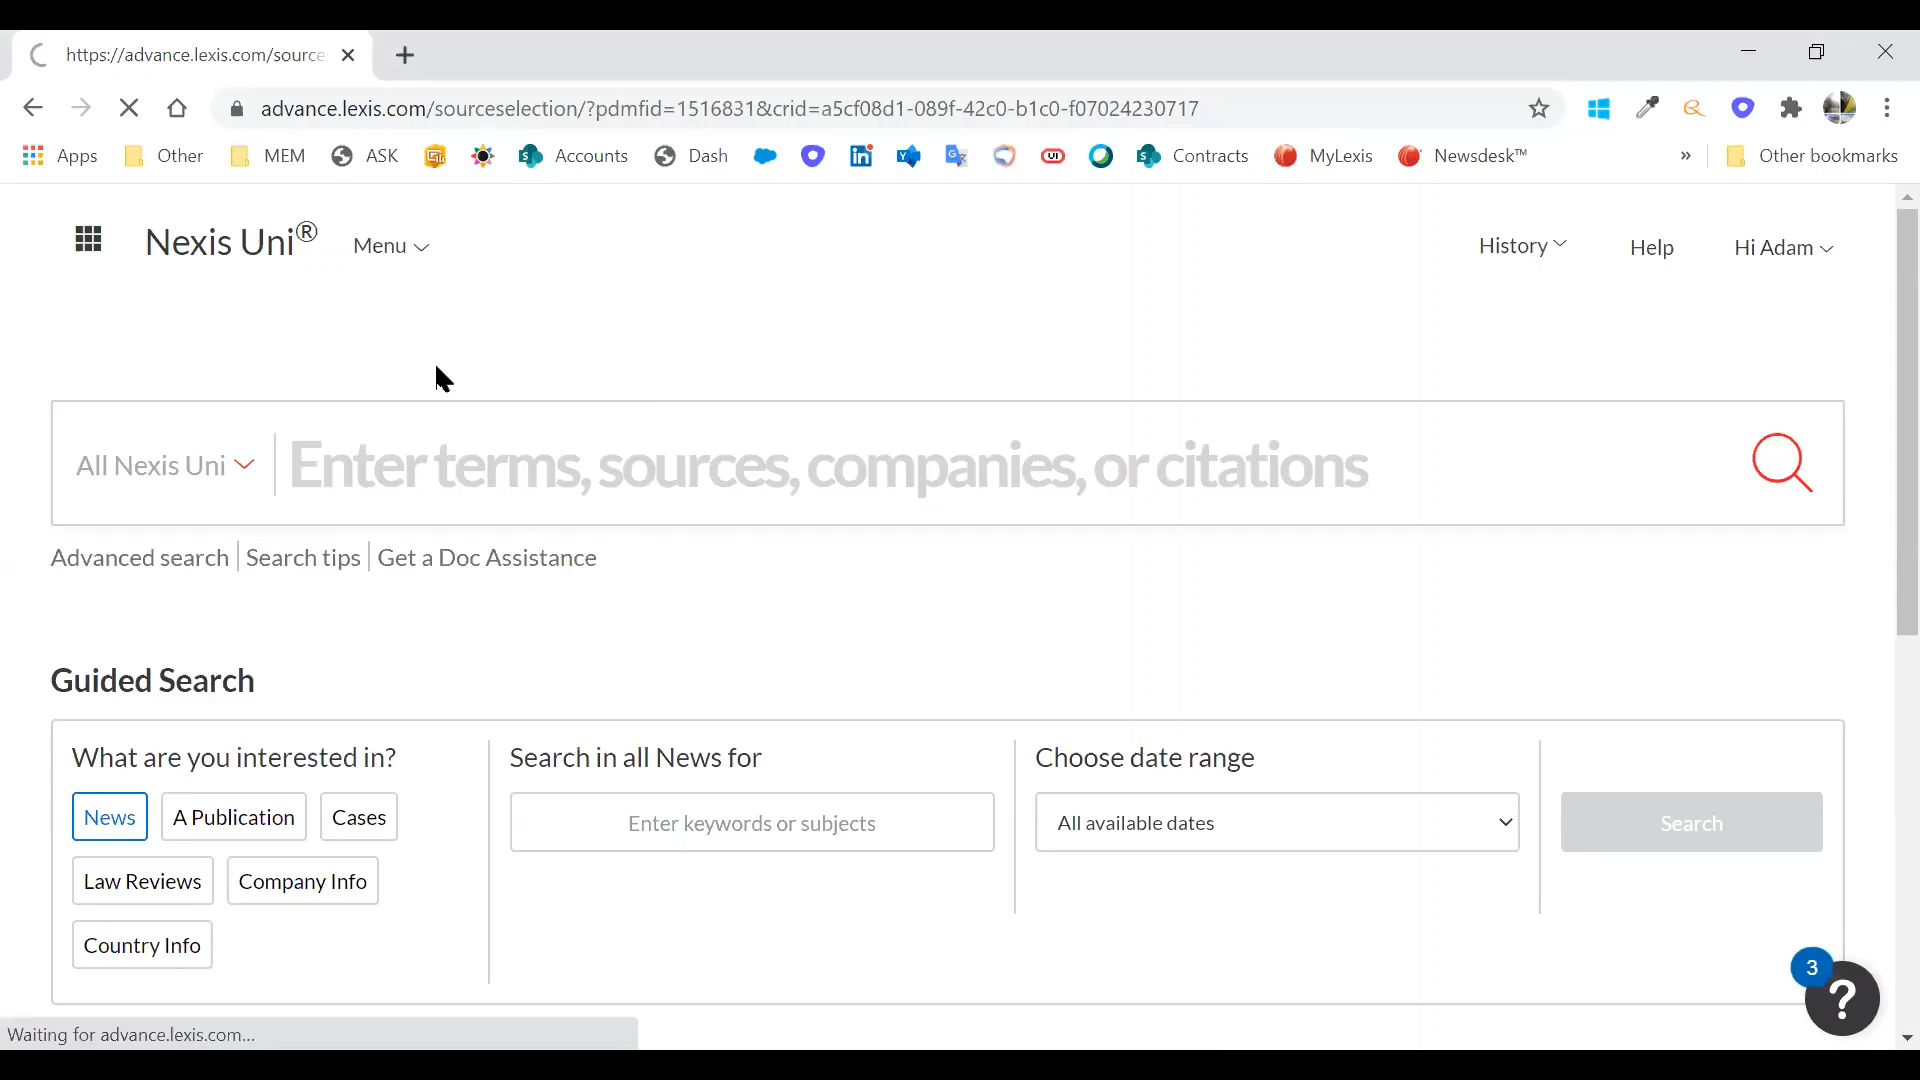 https://advance.lexis.com/source
advance.lexis.com/sourceselection/?pdmfid=1516831&crid=a5cf08d1-089f-42c0-b1c0-f07024230717
Apps Other MEM ASK Accounts Dash Contracts MyLexis Newsdesk™ » Other bookmarks
Nexis Uni® Menu History Help Hi Adam
All Nexis Uni Enter terms, sources, companies, or citations
Advanced search Search tips Get a Doc Assistance
Guided Search
What are you interested in? Search in all News for Choose date range
News A Publication Cases Enter keywords or subjects All available dates Search
Law Reviews Company Info
Country Info
3
?
Waiting for advance.lexis.com...